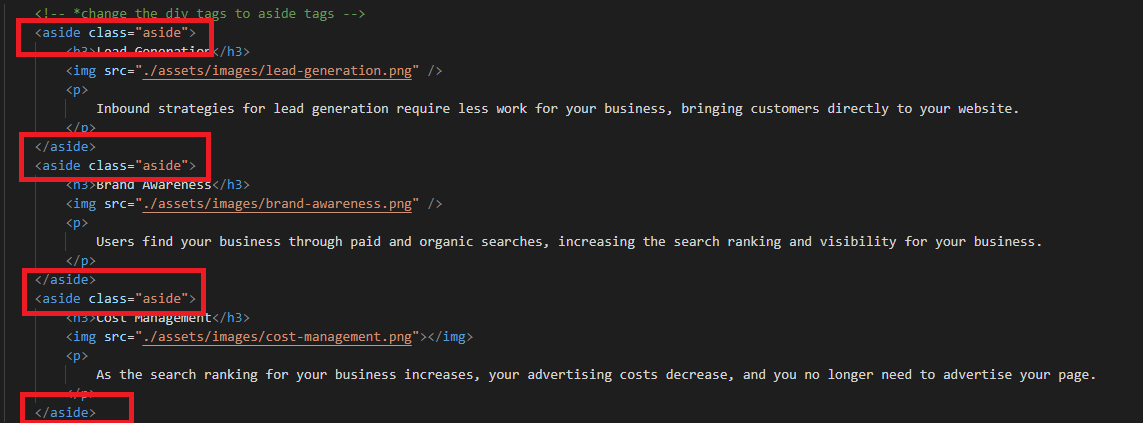 <!-- *change the div tags to aside tags -->
<aside class="aside">
<h3>Lead Generation</h3>
<img src="./assets/images/lead-generation.png" />
<p>
Inbound strategies for lead generation require less work for your business, bringing customers directly to your website.
</p>
</aside>
<aside class="aside">
<h3>Brand Awareness</h3>
<img src="./assets/images/brand-awareness.png" />
<p>
Users find your business through paid and organic searches, increasing the search ranking and visibility for your business.
</p>
</aside>
<aside class="aside">
<h3>Cost Management</h3>
<img src="./assets/images/cost-management.png"></img>
<p>
As the search ranking for your business increases, your advertising costs decrease, and you no longer need to advertise your page.
</p>
</aside>